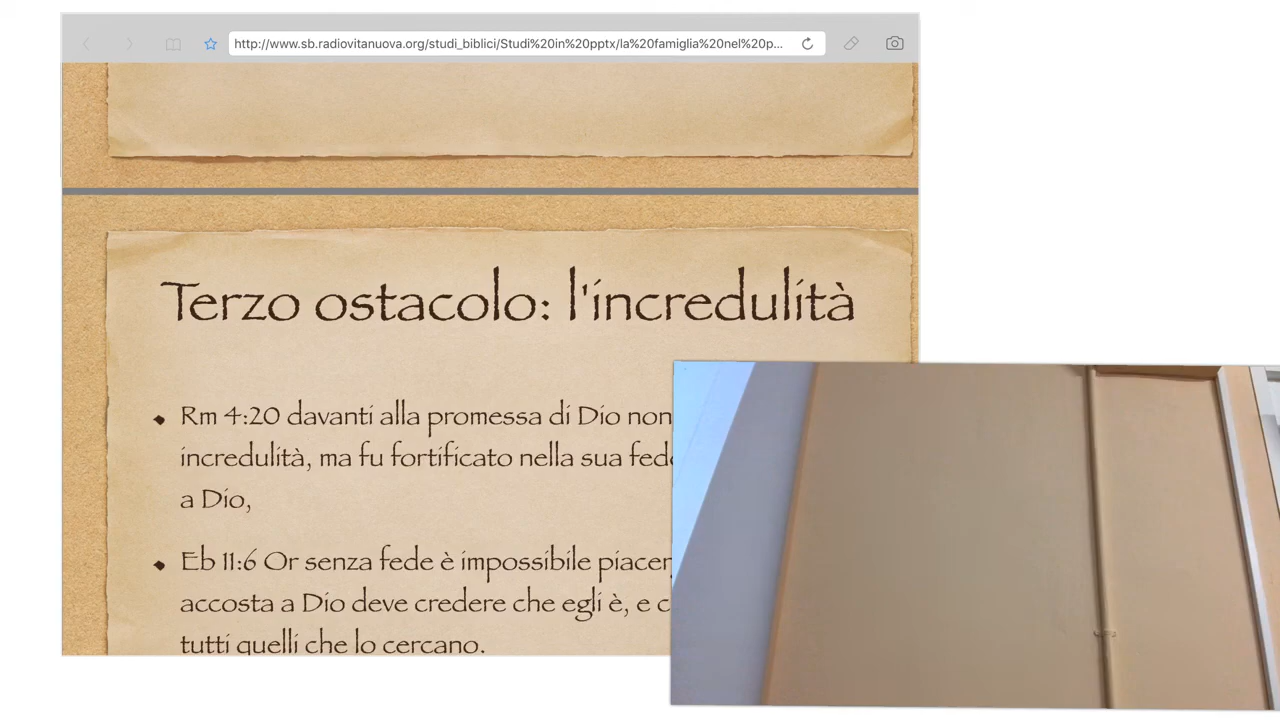 http://www.sb.radiovitanuova.org/studi_biblici/Studi%20in%20pptx/la%20famiglia%20nel%20p...
Terzo ostacolo: l'incredulità
• Rm 4:20 davanti alla promessa di Dio non
incredulità, ma fu fortificato nella sua
a Dio,
• Eb 11:6 Or senza fede è impossibile
accosta a Dio deve credere che egli è, e
tutti quelli che lo cercano.